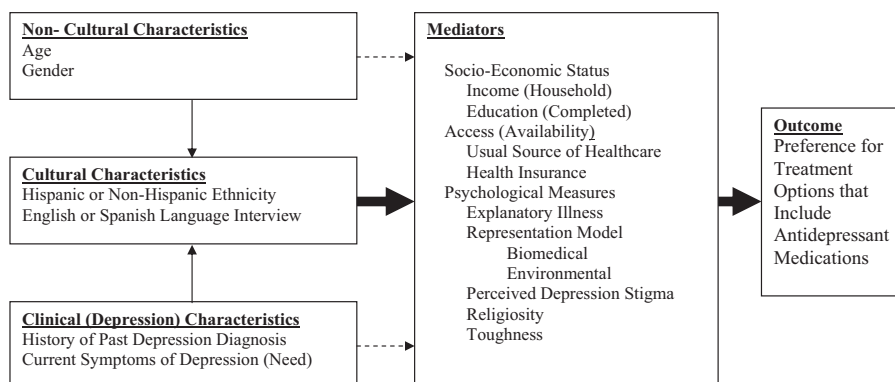 Non- Cultural Characteristics
Age
Gender
Cultural Characteristics
Hispanic or Non-Hispanic Ethnicity
English or Spanish Language Interview
Clinical (Depression) Characteristics
History of Past Depression Diagnosis
Current Symptoms of Depression (Need)
Mediators
Socio-Economic Status
Income (Household)
Education (Completed)
Access (Availability)
Usual Source of Healthcare
Health Insurance
Psychological Measures
Explanatory Illness
Representation Model
Biomedical
Environmental
Perceived Depression Stigma
Religiosity
Toughness
Outcome
Preference for
Treatment
Options that
Include
Antidepressant
Medications